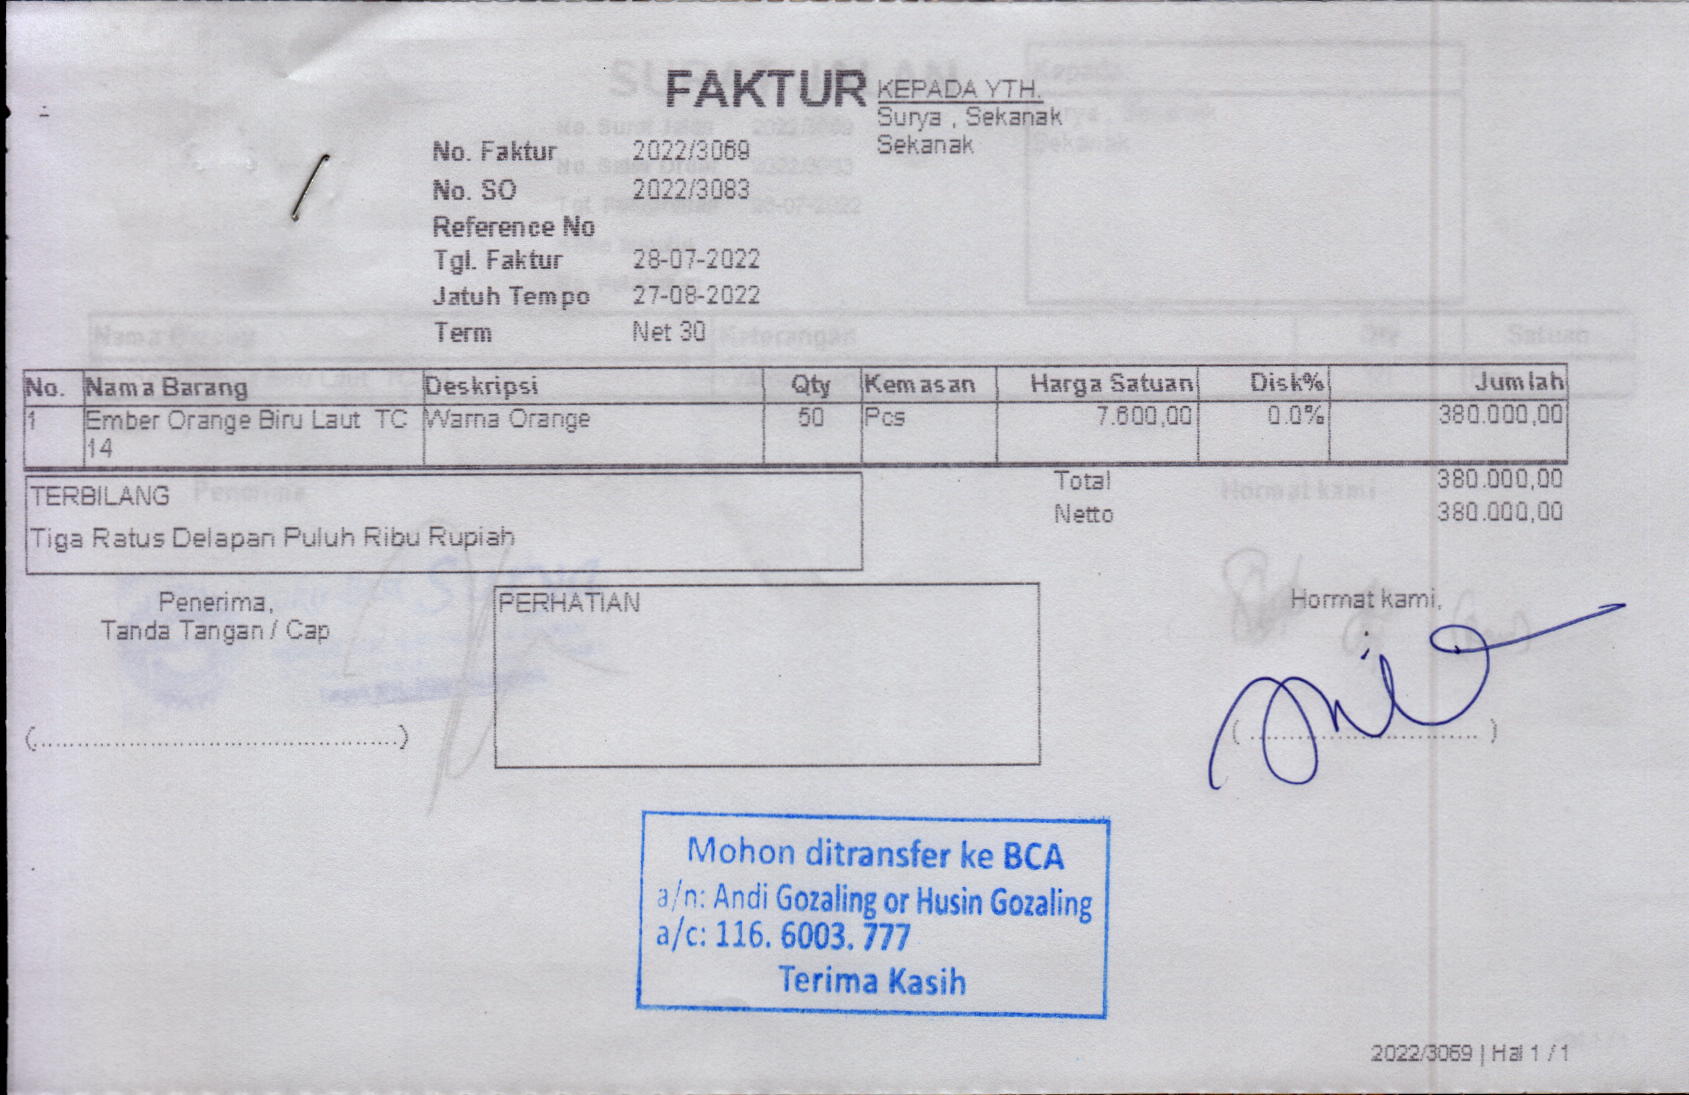 FAKTUR
KEPADA YTH.
Surya , Sekanak
Sekanak
No. Faktur 2022/3069
No. SO 2022/3083
Reference No
Tgl. Faktur 28-07-2022
Jatuh Tempo 27-08-2022
Term Net 30
No. Nama Barang Deskripsi Qty Kemasan Harga Satuan Disk% Jumlah
1 Ember Orange Biru Laut TC 14 Warna Orange 50 Pcs 7.600,00 0.0% 380.000,00
Total 380.000,00
Netto 380.000,00
TERBILANG
Tiga Ratus Delapan Puluh Ribu Rupiah
Penerima,
Tanda Tangan / Cap
PERHATIAN
Hormat kami,
Mohon ditransfer ke BCA
a/n: Andi Gozaling or Husin Gozaling
a/c: 116. 6003. 777
Terima Kasih
2022/3069 | Hal 1 / 1